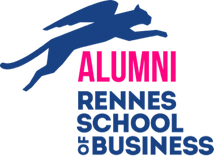 ALUMNI
RENNES
SCHOOL
OF BUSINESS